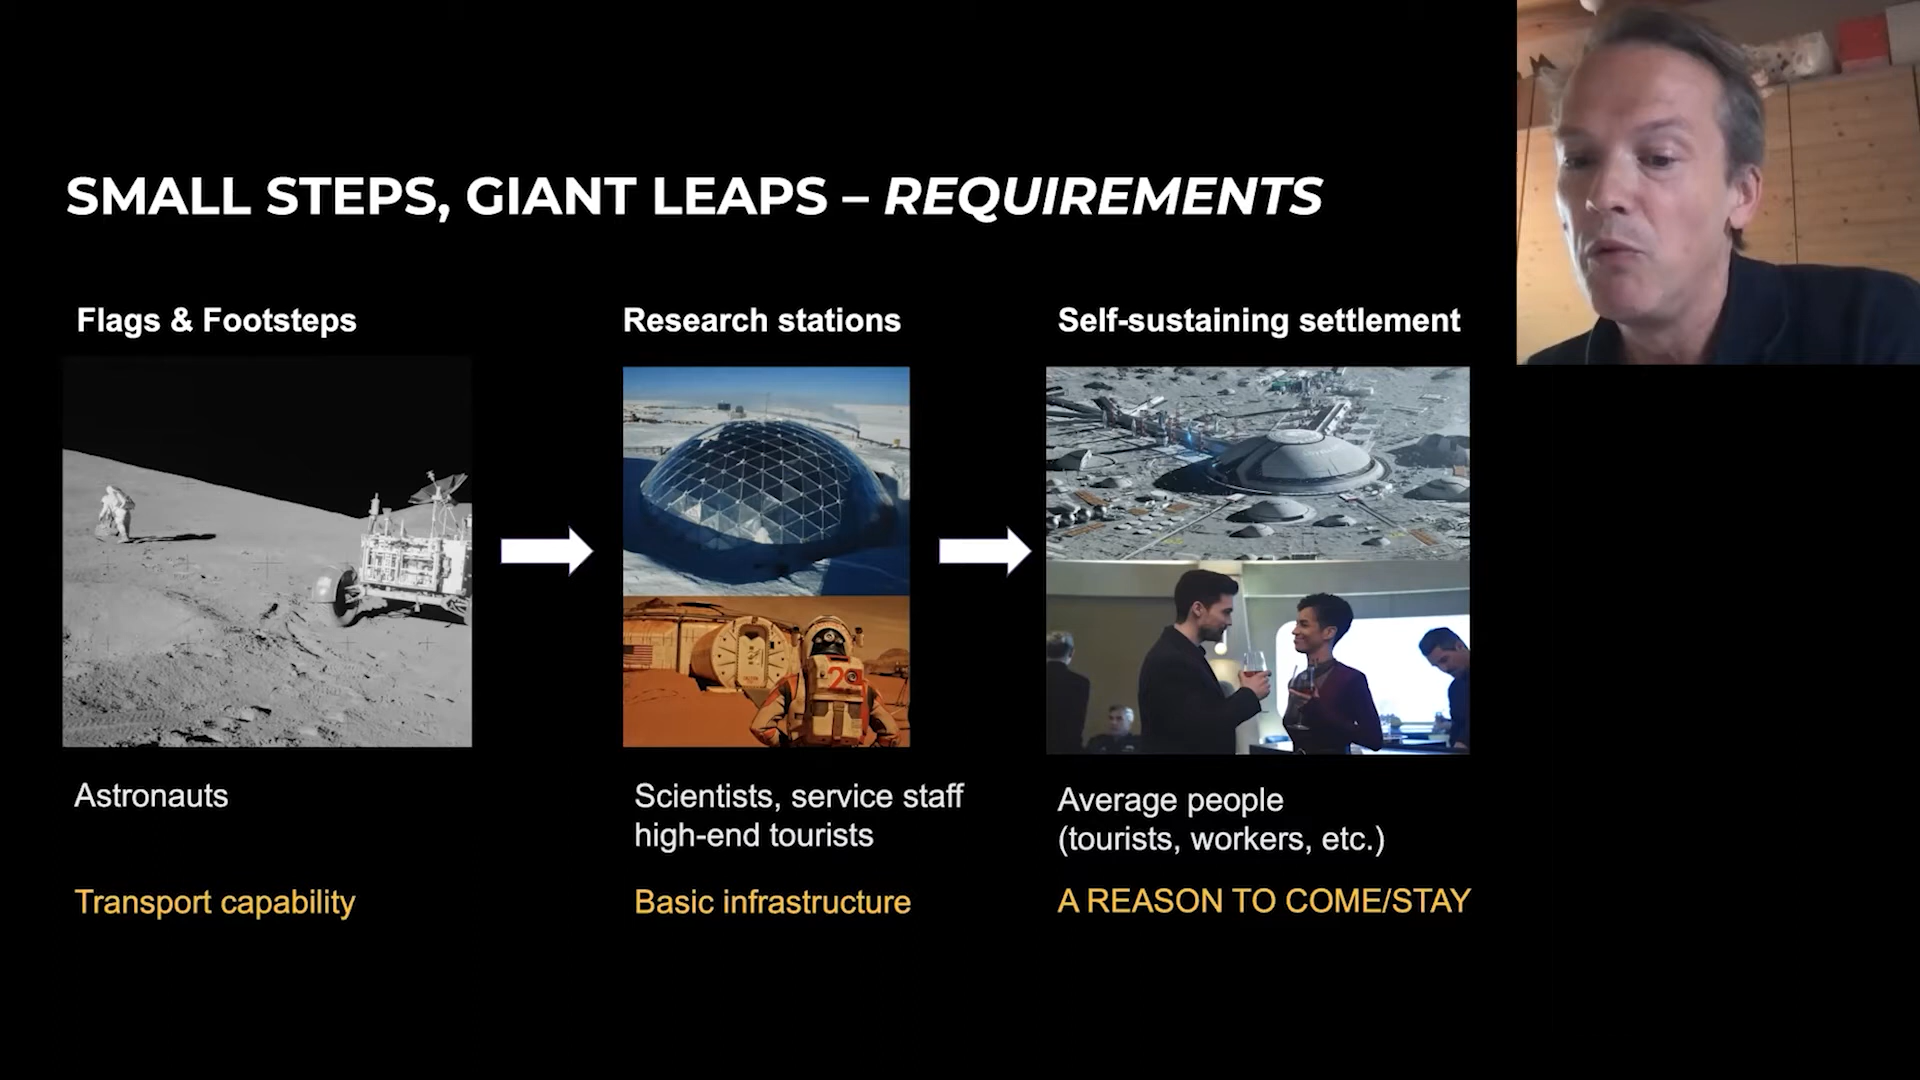 SMALL STEPS, GIANT LEAPS – REQUIREMENTS
Flags & Footsteps
Research stations
Self-sustaining settlement
20
Astronauts
Scientists, service staff
high-end tourists
Average people
(tourists, workers, etc.)
Transport capability
Basic infrastructure
A REASON TO COME/STAY